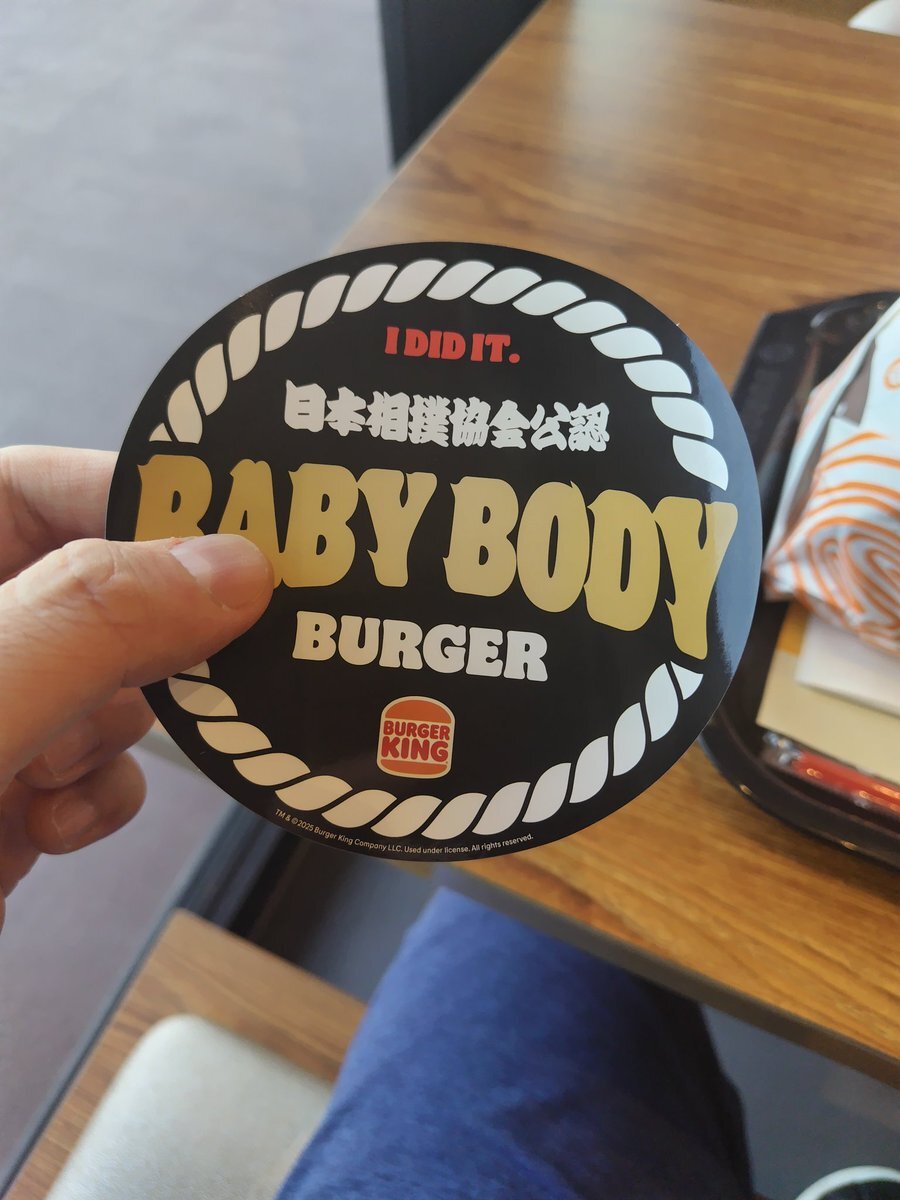 I DID IT.
日本相撲協会公認
BABY BODY
BURGER
BURGER
KING
TM & © 2025 Burger King Company LLC. Used under license. All rights reserved.